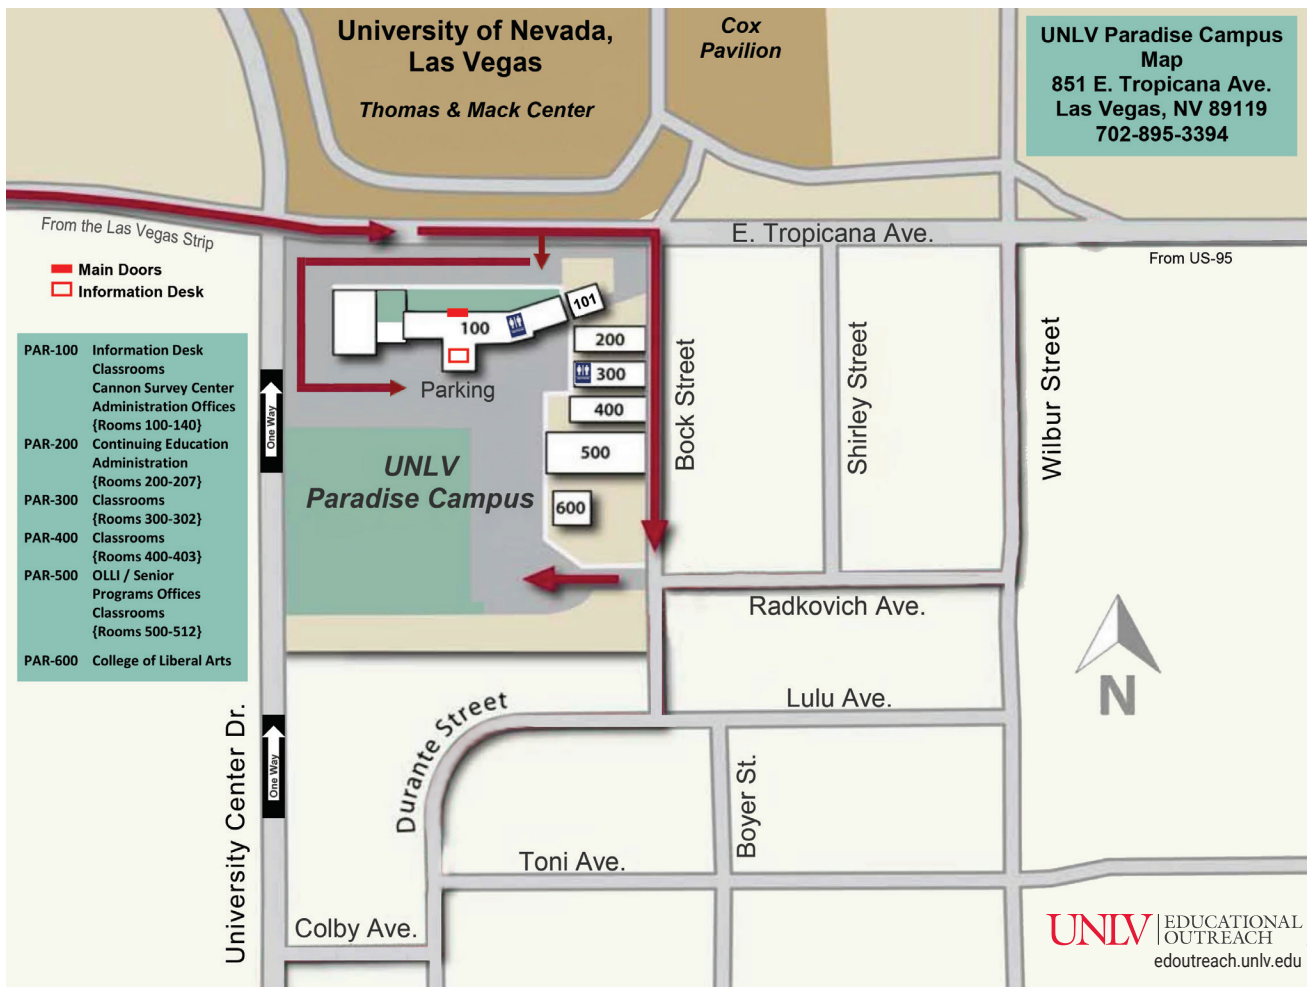 University of Nevada,
Las Vegas
Thomas & Mack Center
Cox
Pavilion
UNLV Paradise Campus
Map
851 E. Tropicana Ave.
Las Vegas, NV 89119
702-895-3394
From the Las Vegas Strip
E. Tropicana Ave.
From US-95
Main Doors
Information Desk
PAR-100 Information Desk
Classrooms
Cannon Survey Center
Administration Offices
{Rooms 100-140}
PAR-200 Continuing Education
Administration
{Rooms 200-207}
PAR-300 Classrooms
{Rooms 300-302}
PAR-400 Classrooms
{Rooms 400-403}
PAR-500 OLLI / Senior
Programs Offices
Classrooms
{Rooms 500-512}
PAR-600 College of Liberal Arts
100
101
200
300
400
500
600
Parking
UNLV
Paradise Campus
One Way
One Way
Bock Street
Shirley Street
Wilbur Street
Radkovich Ave.
Lulu Ave.
Durante Street
Boyer St.
Toni Ave.
Colby Ave.
University Center Dr.
N
UNLV EDUCATIONAL
OUTREACH
edoutreach.unlv.edu